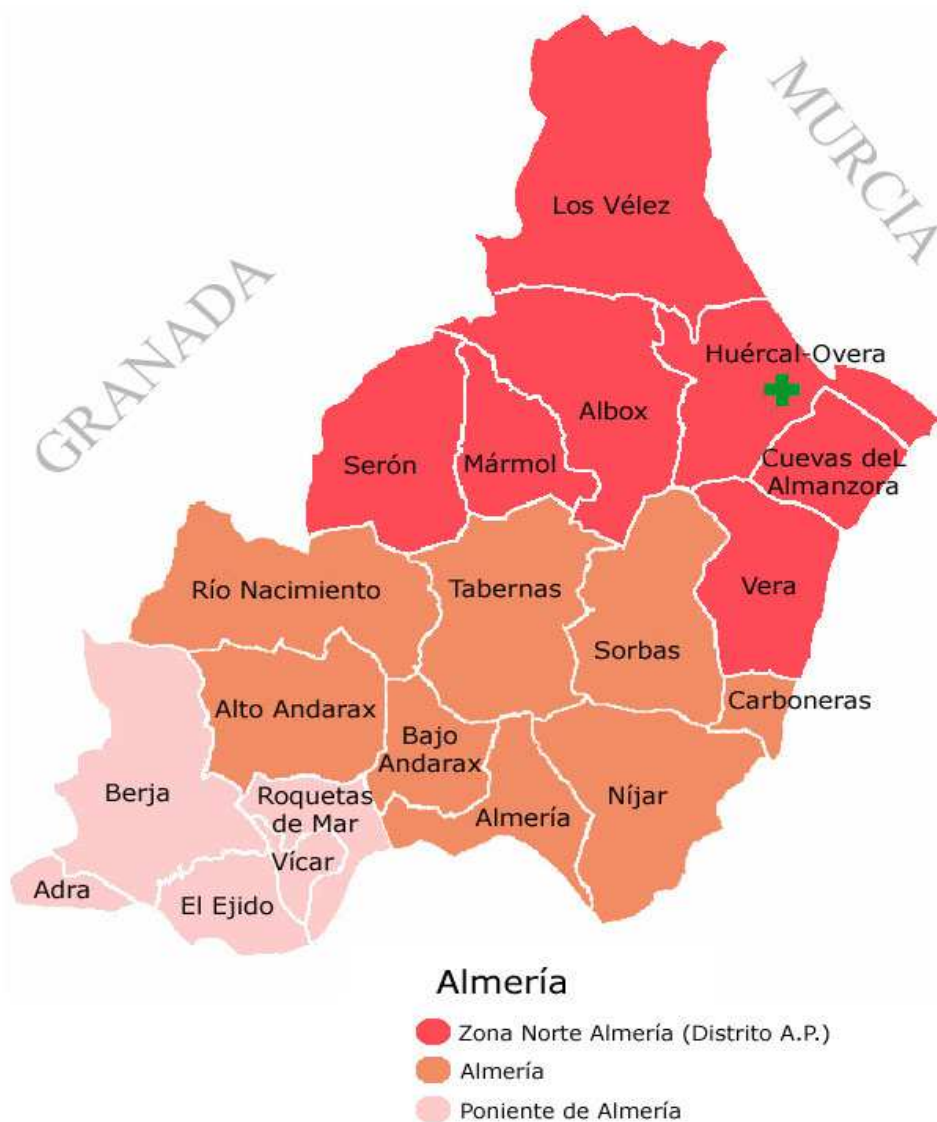 MURCIA
Los Vélez
GRANADA
Huércal-Overa
Albox
Serón
Mármol
Cuevas deL
Almanzora
Río Nacimiento
Tabernas
Vera
Sorbas
Alto Andarax
Carboneras
Bajo
Andarax
Berja
Roquetas
de Mar
Níjar
Almería
Vícar
Adra
El Ejido
Almería
Zona Norte Almería (Distrito A.P.)
Almería
Poniente de Almería